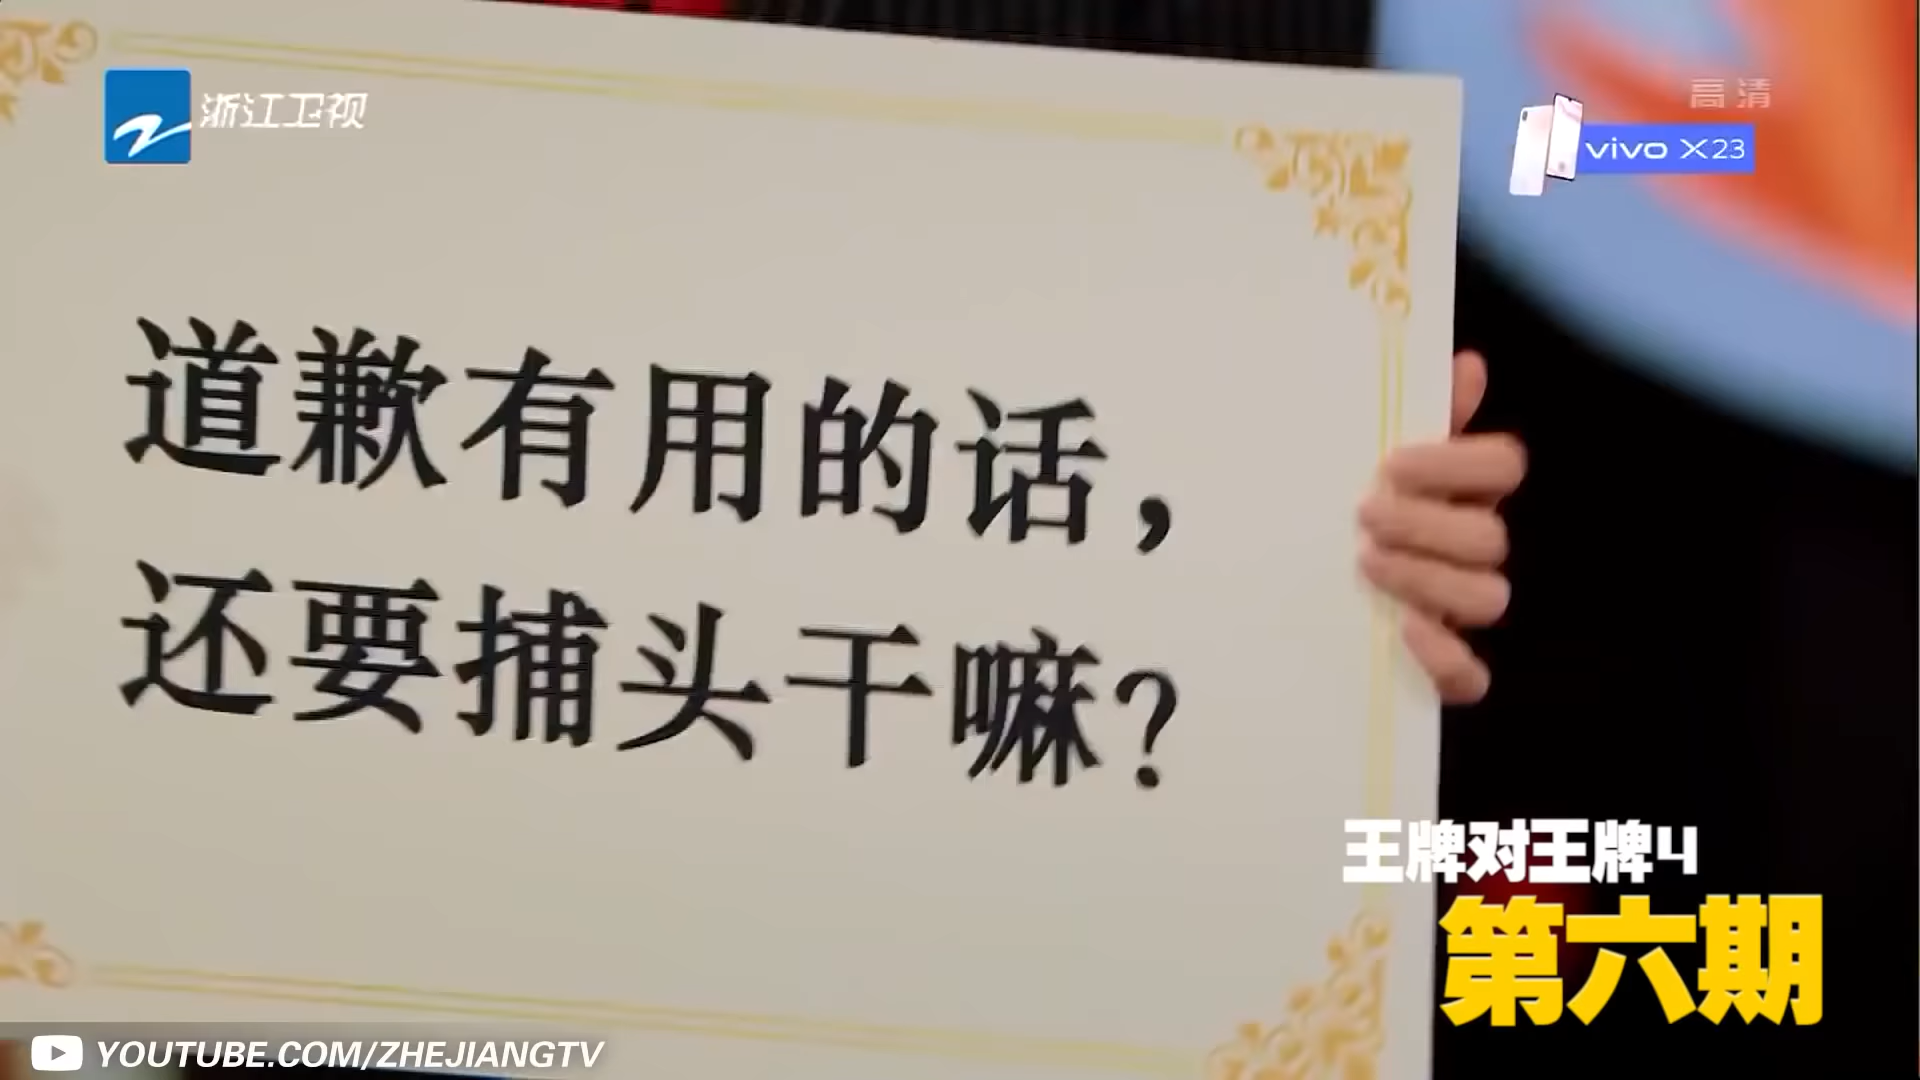 浙江卫视
高清
vivo X23
道歉有用的话，
还要捕头干嘛？
王牌对王牌4
第六期
YOUTUBE.COM/ZHEJIANGTV